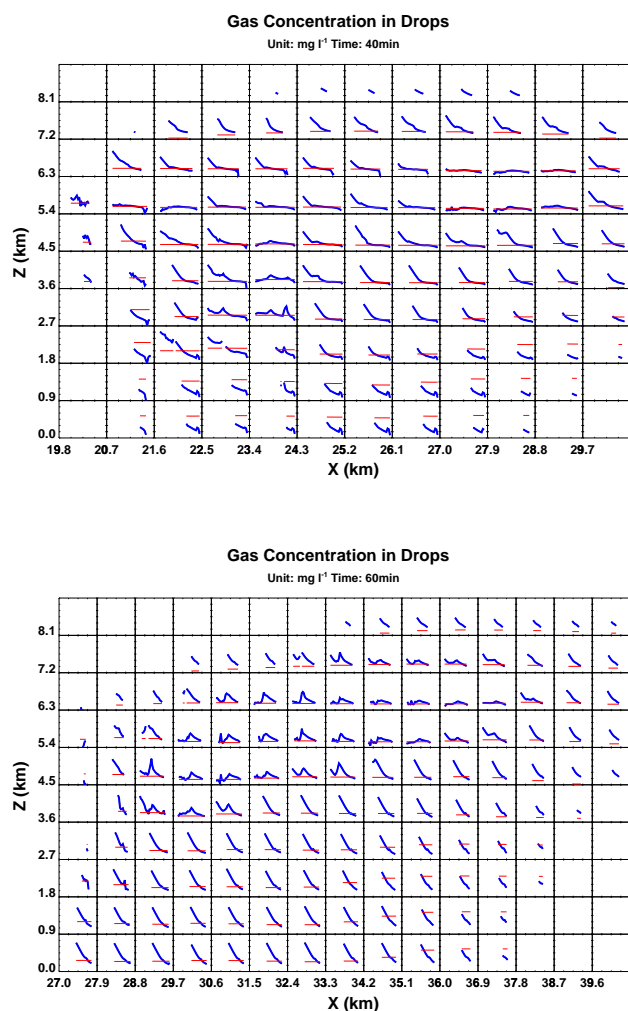 Gas Concentration in Drops
Unit: mg l-1 Time: 40min
8.1
7.2
6.3
5.4
4.5
3.6
2.7
1.8
0.9
0.0
Z (km)
19.8 20.7 21.6 22.5 23.4 24.3 25.2 26.1 27.0 27.9 28.8 29.7
X (km)
Gas Concentration in Drops
Unit: mg l-1 Time: 60min
8.1
7.2
6.3
5.4
4.5
3.6
2.7
1.8
0.9
0.0
Z (km)
27.0 27.9 28.8 29.7 30.6 31.5 32.4 33.3 34.2 35.1 36.0 36.9 37.8 38.7 39.6
X (km)